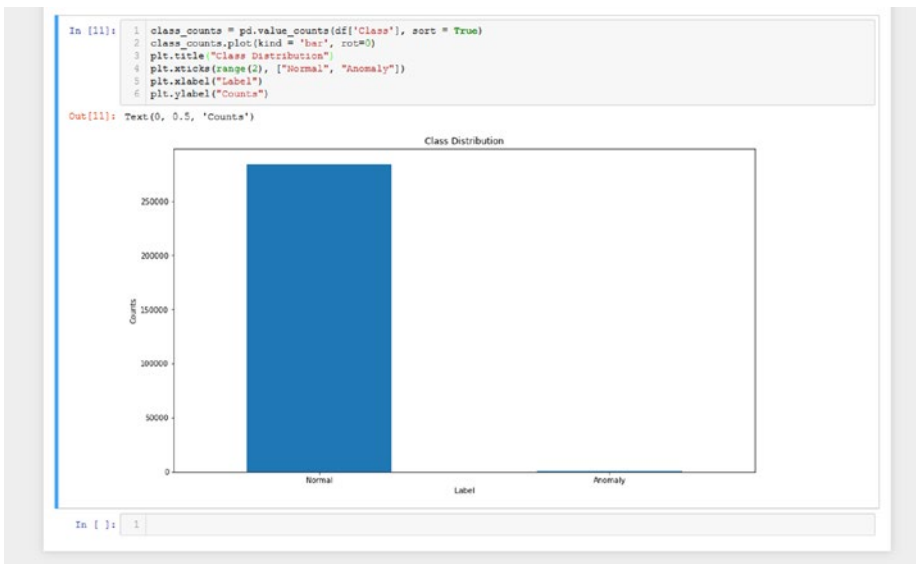 In [11]:
1 class_counts = pd.value_counts(df['Class'], sort = True)
2 class_counts.plot(kind = 'bar', rot=0)
3 plt.title("Class Distribution")
4 plt.xticks(range(2), ["Normal", "Anomaly"])
5 plt.xlabel("Label")
6 plt.ylabel("Counts")
Out[11]: Text(0, 0.5, 'Counts')
Class Distribution
250000
200000
150000
100000
50000
0
Counts
Normal Anomaly
Label
In [ ]: 1